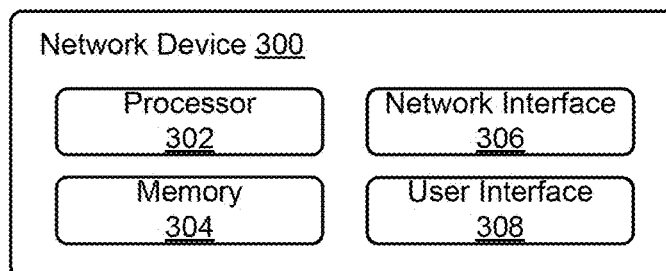 Network Device 300
Processor
302
Network Interface
306
Memory
304
User Interface
308